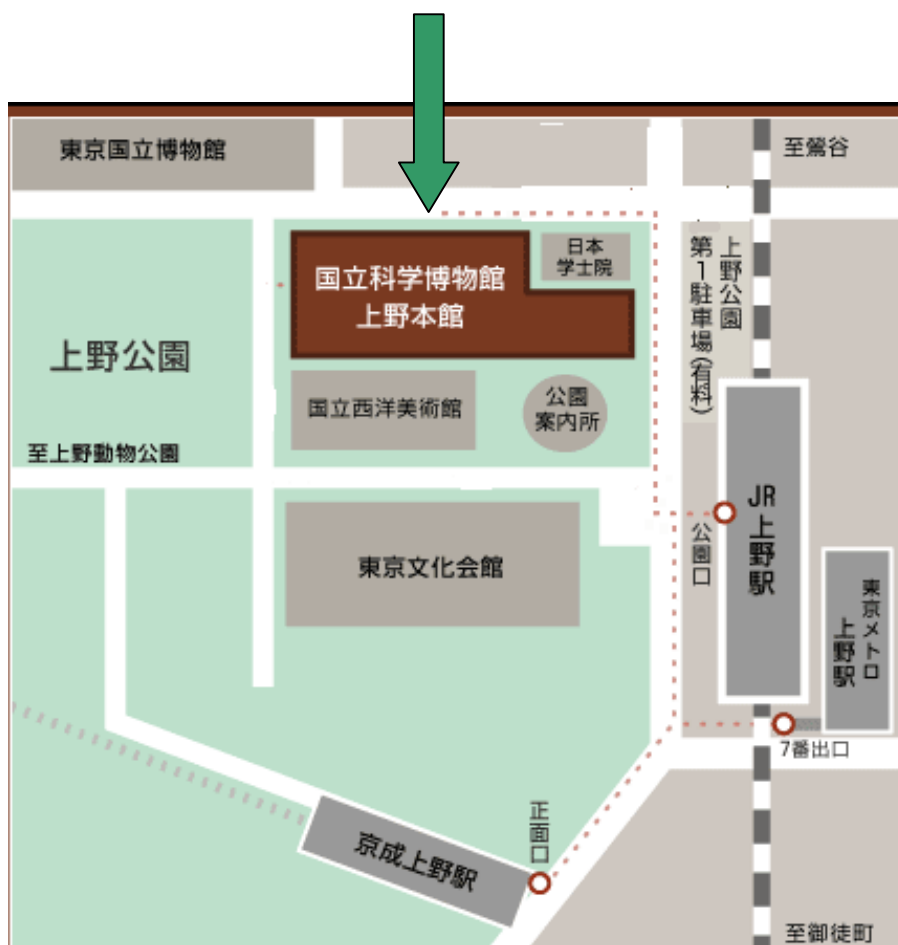 東京国立博物館
至鶯谷
国立科学博物館
上野本館
日本
学士院
上野公園
第1駐車場(有料)
上野公園
国立西洋美術館
公園
案内所
至上野動物公園
JR上野駅
公園口
東京文化会館
東京メトロ
上野駅
7番出口
正面口
京成上野駅
至御徒町